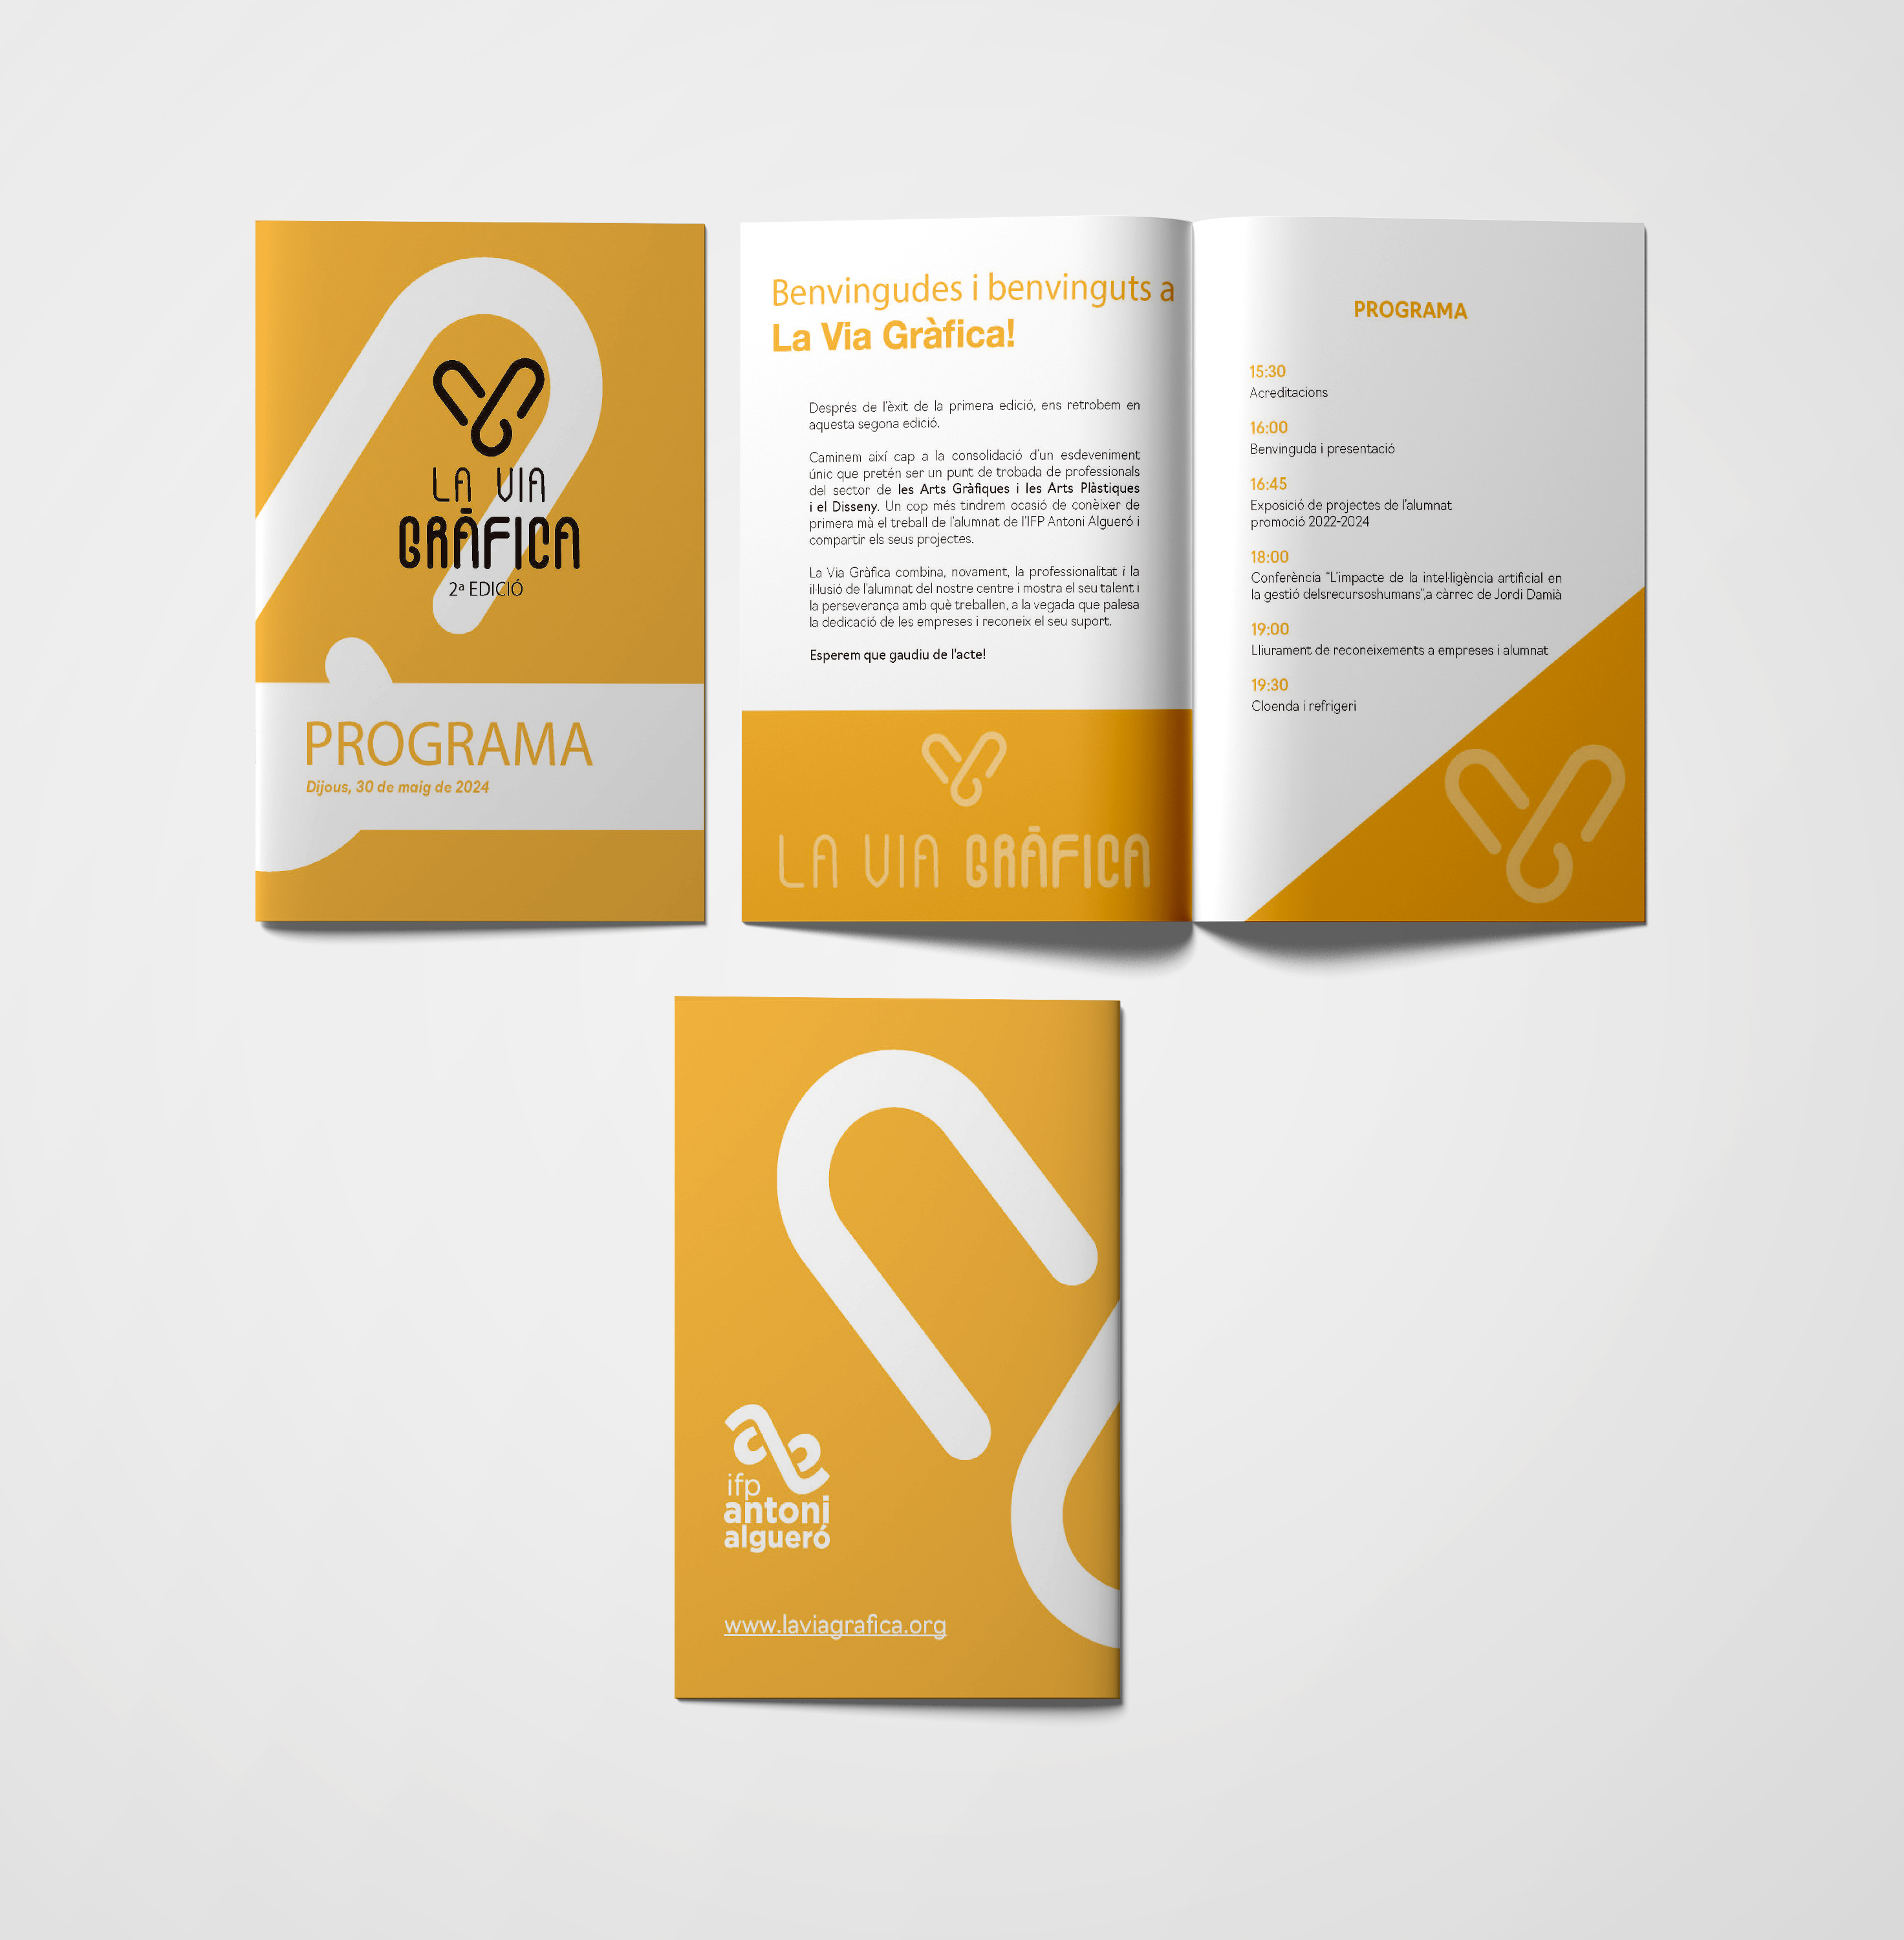 LA VIA
GRÀFICA
2ª EDICIÓ
PROGRAMA
Dijous, 30 de maig de 2024
Benvingudes i benvinguts a
La Via Gràfica!
Després de l'èxit de la primera edició, ens retrobem en
aquesta segona edició.
Caminem així cap a la consolidació d'un esdeveniment
únic que pretén ser un punt de trobada de professionals
del sector de les Arts Gràfiques i les Arts Plàstiques
i el Disseny. Un cop més tindrem ocasió de conèixer de
primera mà el treball de l'alumnat de l'IFP Antoni Algueró i
compartir els seus projectes.
La Via Gràfica combina, novament, la professionalitat i la
il·lusió de l'alumnat del nostre centre i mostra el seu talent i
la perseverança amb què treballen, a la vegada que palesa
la dedicació de les empreses i reconeix el seu suport.
Esperem que gaudiu de l'acte!
LA VIA GRÀFICA
PROGRAMA
15:30
Acreditacions
16:00
Benvinguda i presentació
16:45
Exposició de projectes de l'alumnat
promoció 2022-2024
18:00
Conferència "L'impacte de la intel·ligència artificial en
la gestió delsrecursoshumans",a càrrec de Jordi Damià
19:00
Lliurament de reconeixements a empreses i alumnat
19:30
Cloenda i refrigeri
ifp
antoni
algueró
www.laviagrafica.org